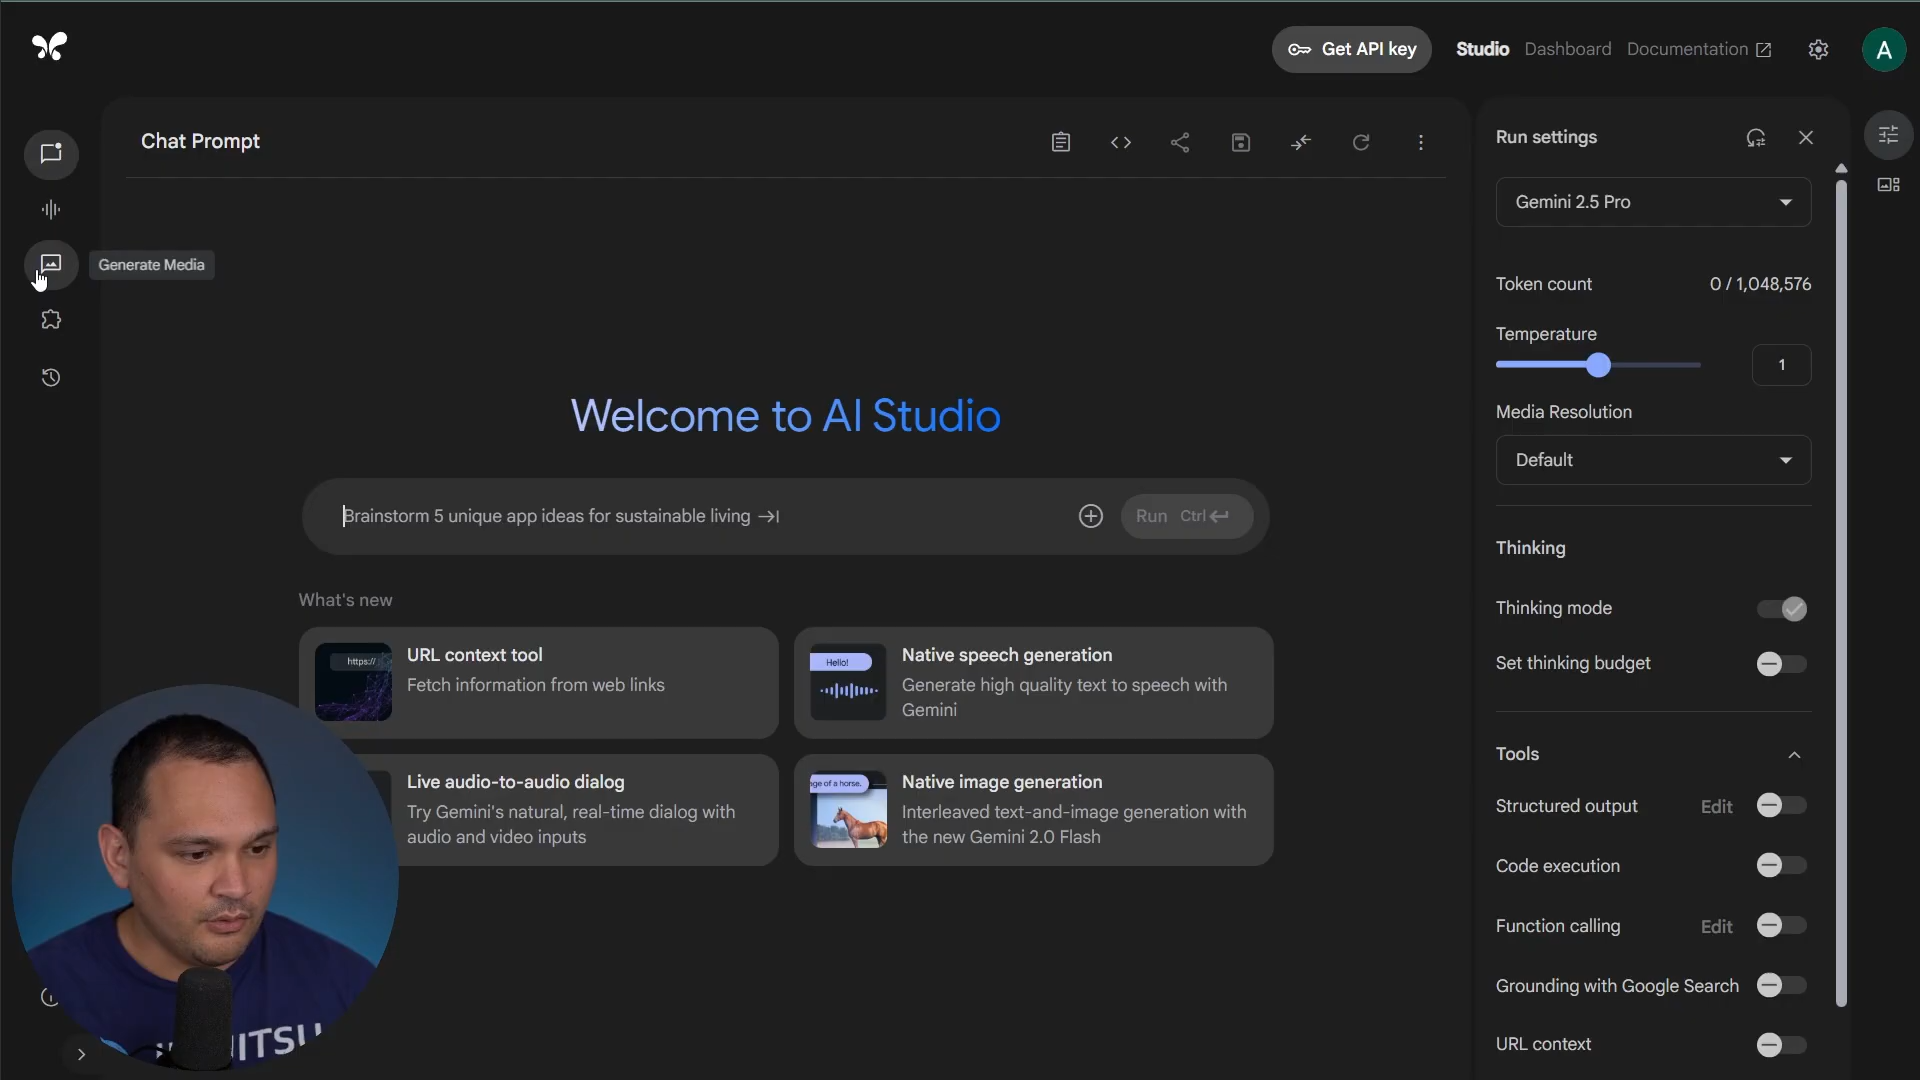 Get API key
Studio
Dashboard
Documentation
A
Chat Prompt
Generate Media
Welcome to AI Studio
Brainstorm 5 unique app ideas for sustainable living
Run Ctrl
What's new
https://
URL context tool
Fetch information from web links
Hello!
Native speech generation
Generate high quality text to speech with
Gemini
Live audio-to-audio dialog
Try Gemini's natural, real-time dialog with
audio and video inputs
age of a horse.
Native image generation
Interleaved text-and-image generation with
the new Gemini 2.0 Flash
Run settings
Gemini 2.5 Pro
Token count 0 / 1,048,576
Temperature
1
Media Resolution
Default
Thinking
Thinking mode
Set thinking budget
Tools
Structured output Edit
Code execution
Function calling Edit
Grounding with Google Search
URL context